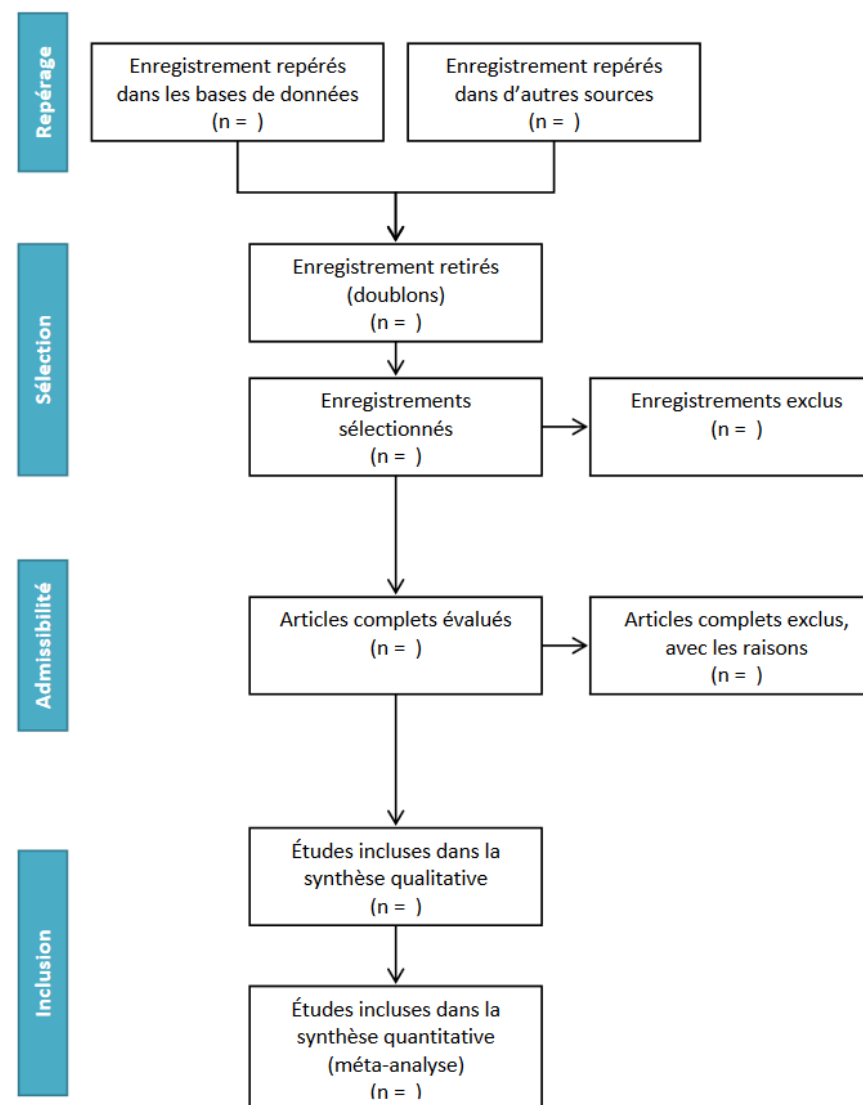 Repérage
Enregistrement repérés
dans les bases de données
(n =  )
Enregistrement repérés
dans d’autres sources
(n =  )
Sélection
Enregistrement retirés
(doublons)
(n =  )
Enregistrements
sélectionnés
(n =  )
Enregistrements exclus
(n =  )
Admissibilité
Articles complets évalués
(n =  )
Articles complets exclus,
avec les raisons
(n =  )
Inclusion
Études incluses dans la
synthèse qualitative
(n =  )
Études incluses dans la
synthèse quantitative
(méta-analyse)
(n =  )